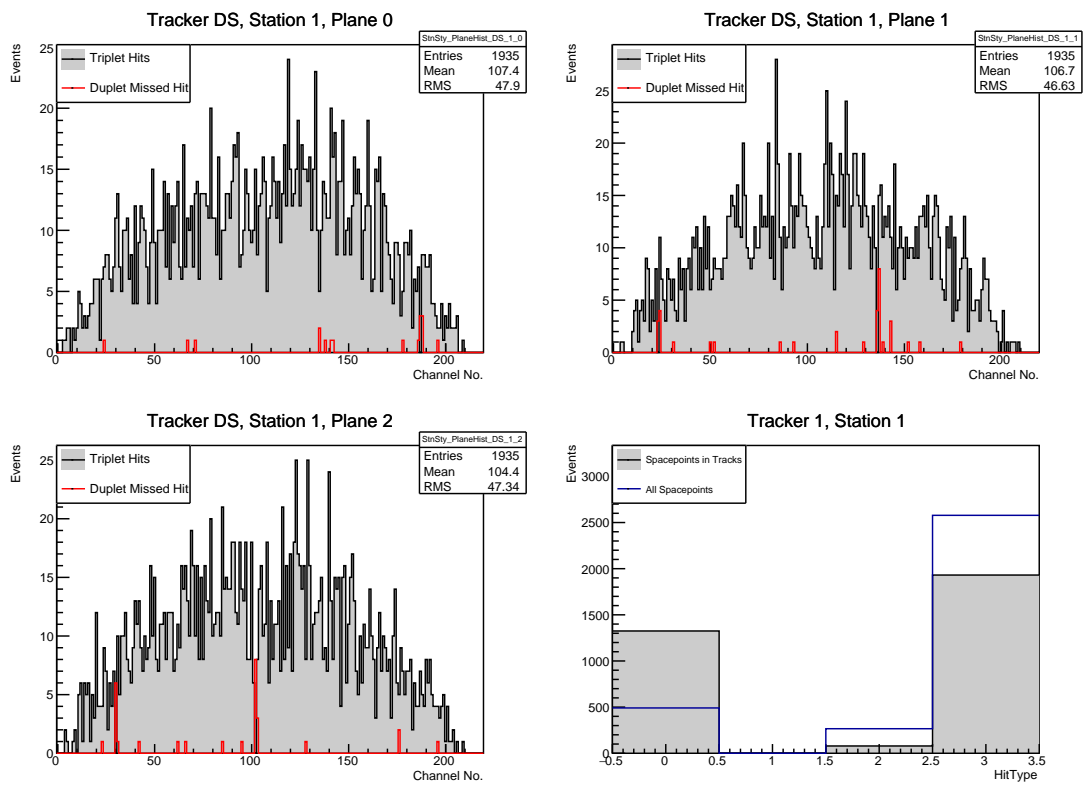 Tracker DS, Station 1, Plane 0
StnSty_PlaneHist_DS_1_0
Entries 1935
Mean 107.4
RMS 47.9
Triplet Hits
Duplet Missed Hit
Events
25
20
15
10
5
0
0 50 100 150 200
Channel No.
Tracker DS, Station 1, Plane 1
StnSty_PlaneHist_DS_1_1
Entries 1935
Mean 106.7
RMS 46.63
Triplet Hits
Duplet Missed Hit
Events
25
20
15
10
5
0
0 50 100 150 200
Channel No.
Tracker DS, Station 1, Plane 2
StnSty_PlaneHist_DS_1_2
Entries 1935
Mean 104.4
RMS 47.34
Triplet Hits
Duplet Missed Hit
Events
25
20
15
10
5
0
0 50 100 150 200
Channel No.
Tracker 1, Station 1
Spacepoints in Tracks
All Spacepoints
Events
3000
2500
2000
1500
1000
500
0
−0.5 0 0.5 1 1.5 2 2.5 3 3.5
HitType